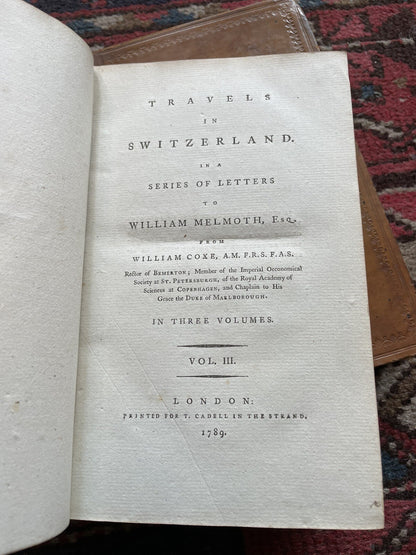 TRAVELS
IN
SWITZERLAND.
IN A
SERIES OF LETTERS
TO
WILLIAM MELMOTH, Esq.
FROM
WILLIAM COXE, A.M. F.R.S. F.A.S.
Rector of BEMERTON; Member of the Imperial Oeconomical
Society at ST. PETERSBURGH, of the Royal Academy of
Sciences at COPENHAGEN, and Chaplain to His
Grace the DUKE of MARLBOROUGH.
IN THREE VOLUMES.
VOL. III.
LONDON:
PRINTED FOR T. CADELL IN THE STRAND.
1789.